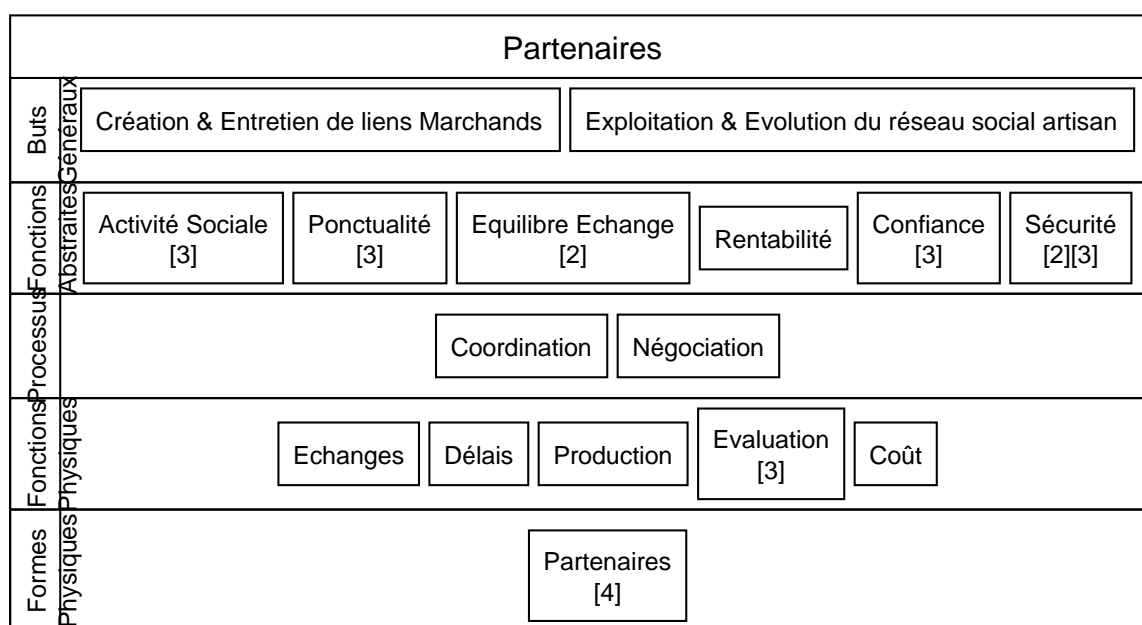 Partenaires
Buts
Généraux
Création & Entretien de liens Marchands
Exploitation & Evolution du réseau social artisan
Fonctions
Abstraites
Activité Sociale
[3]
Ponctualité
[3]
Equilibre Echange
[2]
Rentabilité
Confiance
[3]
Sécurité
[2][3]
Processus
Coordination
Négociation
Fonctions
Physiques
Echanges
Délais
Production
Evaluation
[3]
Coût
Formes
Physiques
Partenaires
[4]